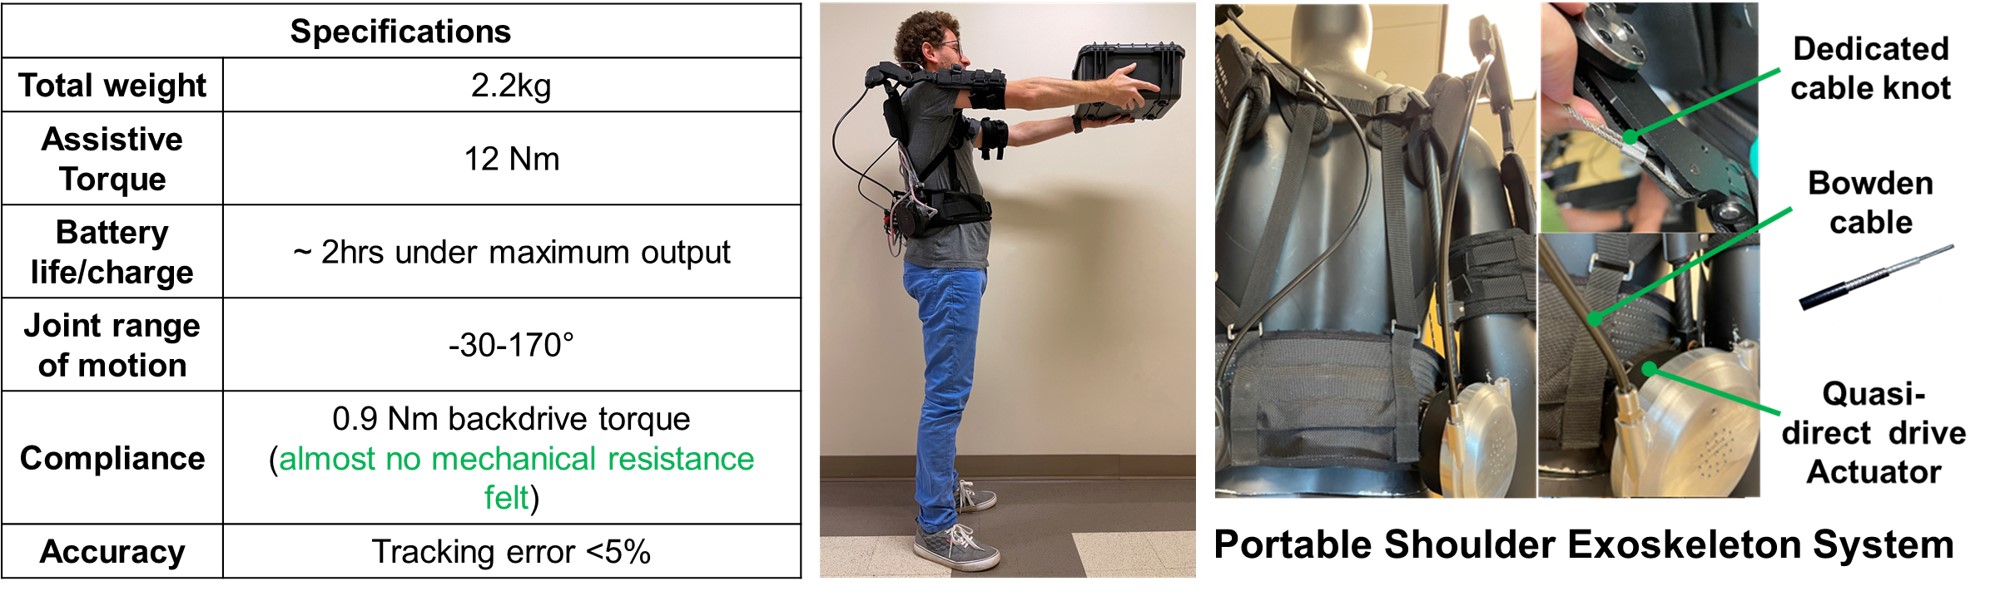 Specifications
Total weight
2.2kg
Assistive
Torque
12 Nm
Battery
life/charge
~ 2hrs under maximum output
Joint range
of motion
-30-170°
Compliance
0.9 Nm backdrive torque
(almost no mechanical resistance
felt)
Accuracy
Tracking error <5%
Dedicated
cable knot
Bowden
cable
Quasi-
direct drive
Actuator
Portable Shoulder Exoskeleton System